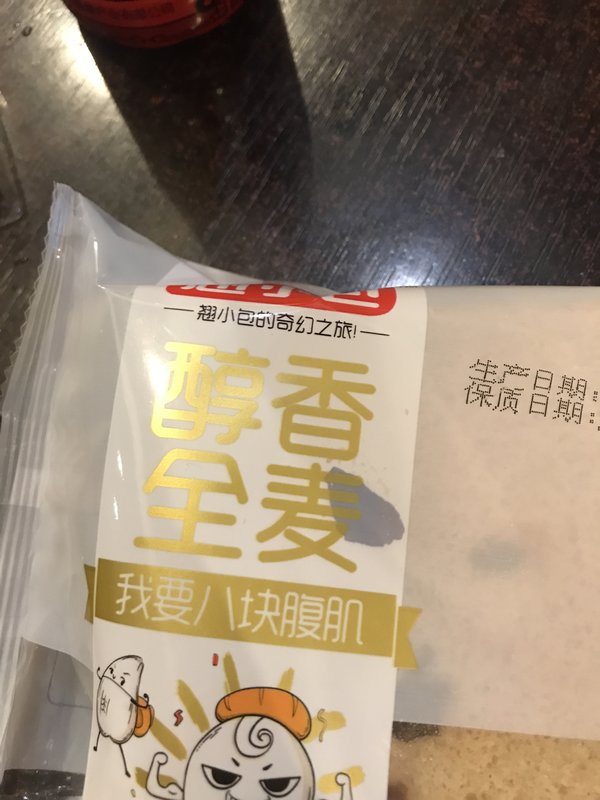 翘小包的奇幻之旅!
醇香
全麦
我要八块腹肌
生产日期:
保质日期: